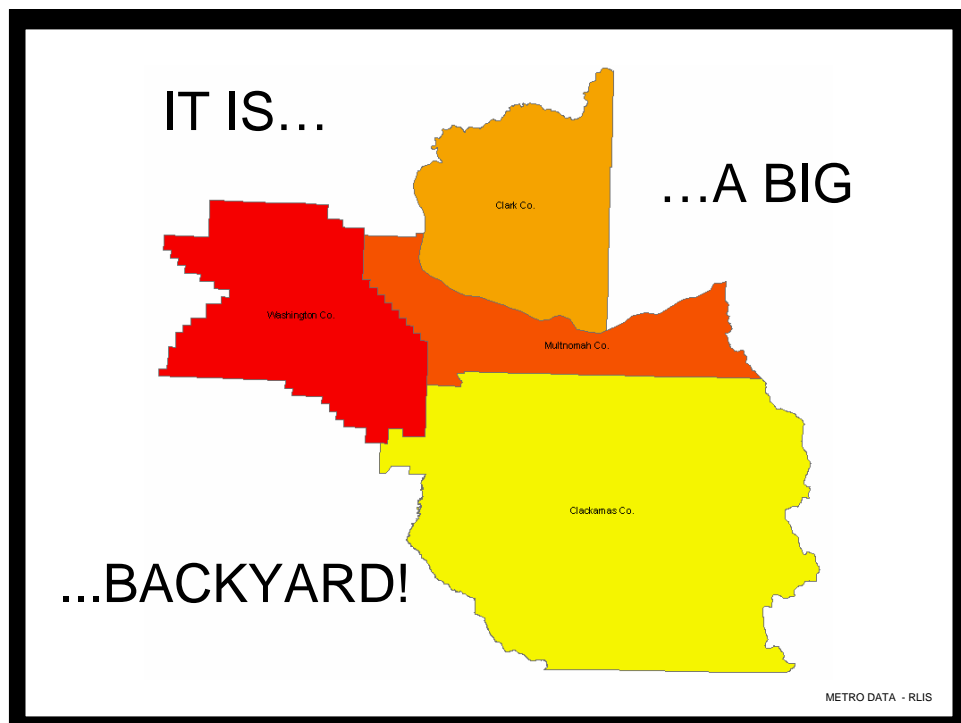 IT IS…
…A BIG
Clark Co.
Washington Co.
Multnomah Co.
Clackamas Co.
...BACKYARD!
METRO DATA - RLIS